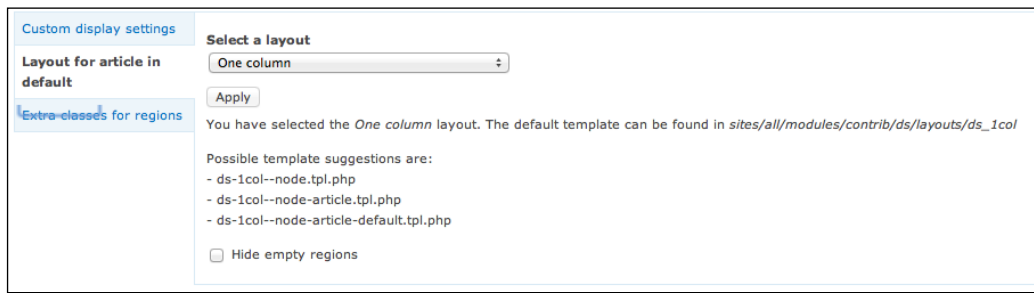 Custom display settings
Layout for article in
default
Extra classes for regions
Select a layout
One column
Apply
You have selected the One column layout. The default template can be found in sites/all/modules/contrib/ds/layouts/ds_1col
Possible template suggestions are:
- ds-1col--node.tpl.php
- ds-1col--node-article.tpl.php
- ds-1col--node-article-default.tpl.php
Hide empty regions